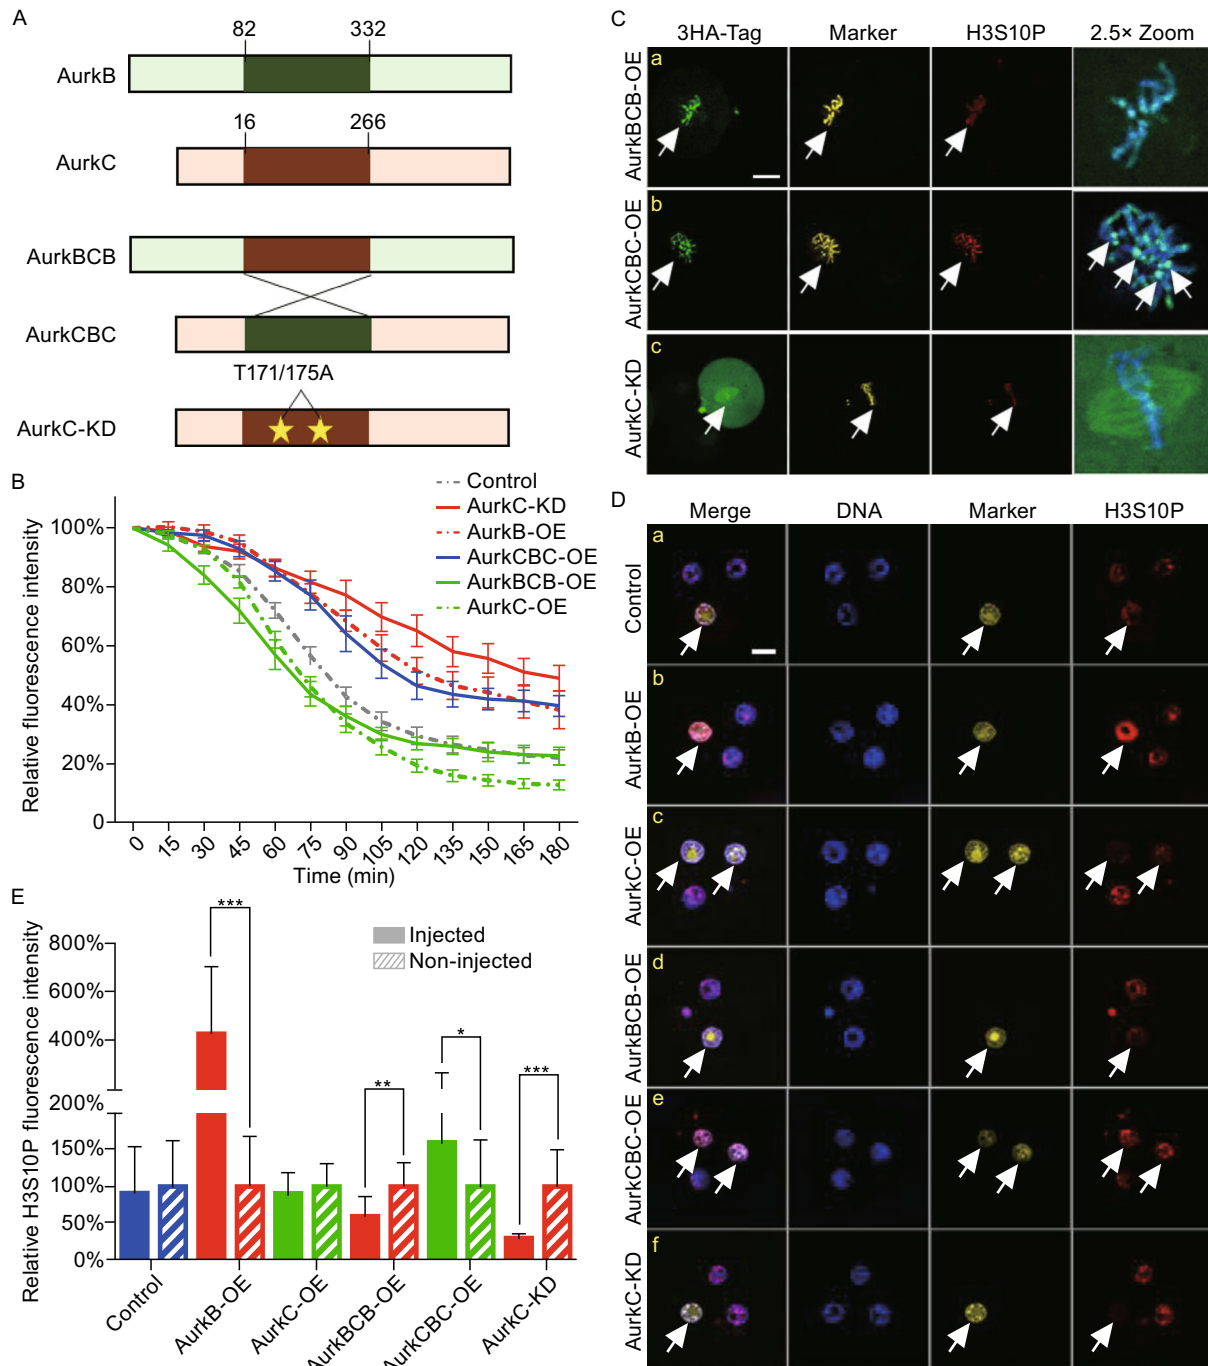 A
82 332
AurkB
16 266
AurkC
AurkBCB
AurkCBC
T171/175A
AurkC-KD
B
Control
AurkC-KD
AurkB-OE
AurkCBC-OE
AurkBCB-OE
AurkC-OE
Relative fluorescence intensity
100%
80%
60%
40%
20%
0
0 15 30 45 60 75 90 105 120 135 150 165 180
Time (min)
E
Relative H3S10P fluorescence intensity
800%
600%
400%
200%
150%
100%
50%
0%
Injected
Non-injected
***
**
*
***
Control
AurkB-OE
AurkC-OE
AurkBCB-OE
AurkCBC-OE
AurkC-KD
C
3HA-Tag Marker H3S10P 2.5× Zoom
a
AurkBCB-OE
b
AurkCBC-OE
c
AurkC-KD
D
Merge DNA Marker H3S10P
a
Control
b
AurkB-OE
c
AurkC-OE
d
AurkBCB-OE
e
AurkCBC-OE
f
AurkC-KD